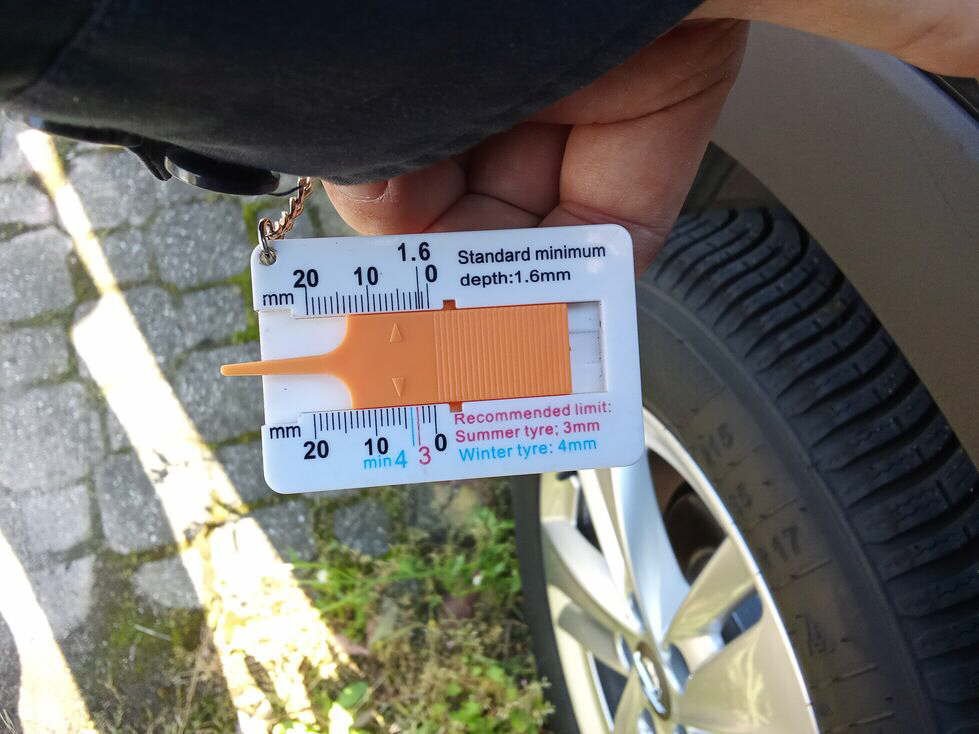 1.6
20 10 0
mm
Standard minimum
depth:1.6mm
mm
20 10 0
min 4 3
Recommended limit:
Summer tyre; 3mm
Winter tyre: 4mm
17